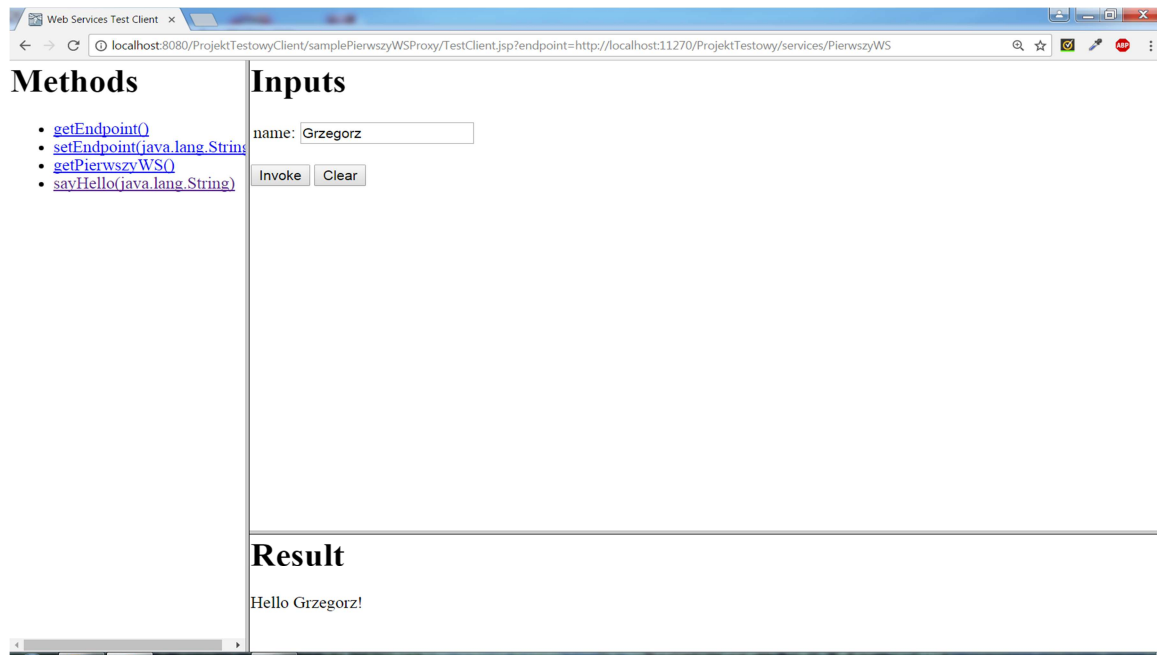 Web Services Test Client
localhost:8080/ProjektTestowyClient/samplePierwszyWSProxy/TestClient.jsp?endpoint=http://localhost:11270/ProjektTestowy/services/PierwszyWS
ABP
Methods
getEndpoint()
setEndpoint(java.lang.String
getPierwszyWS()
sayHello(java.lang.String)
Inputs
name: Grzegorz
Invoke Clear
Result
Hello Grzegorz!